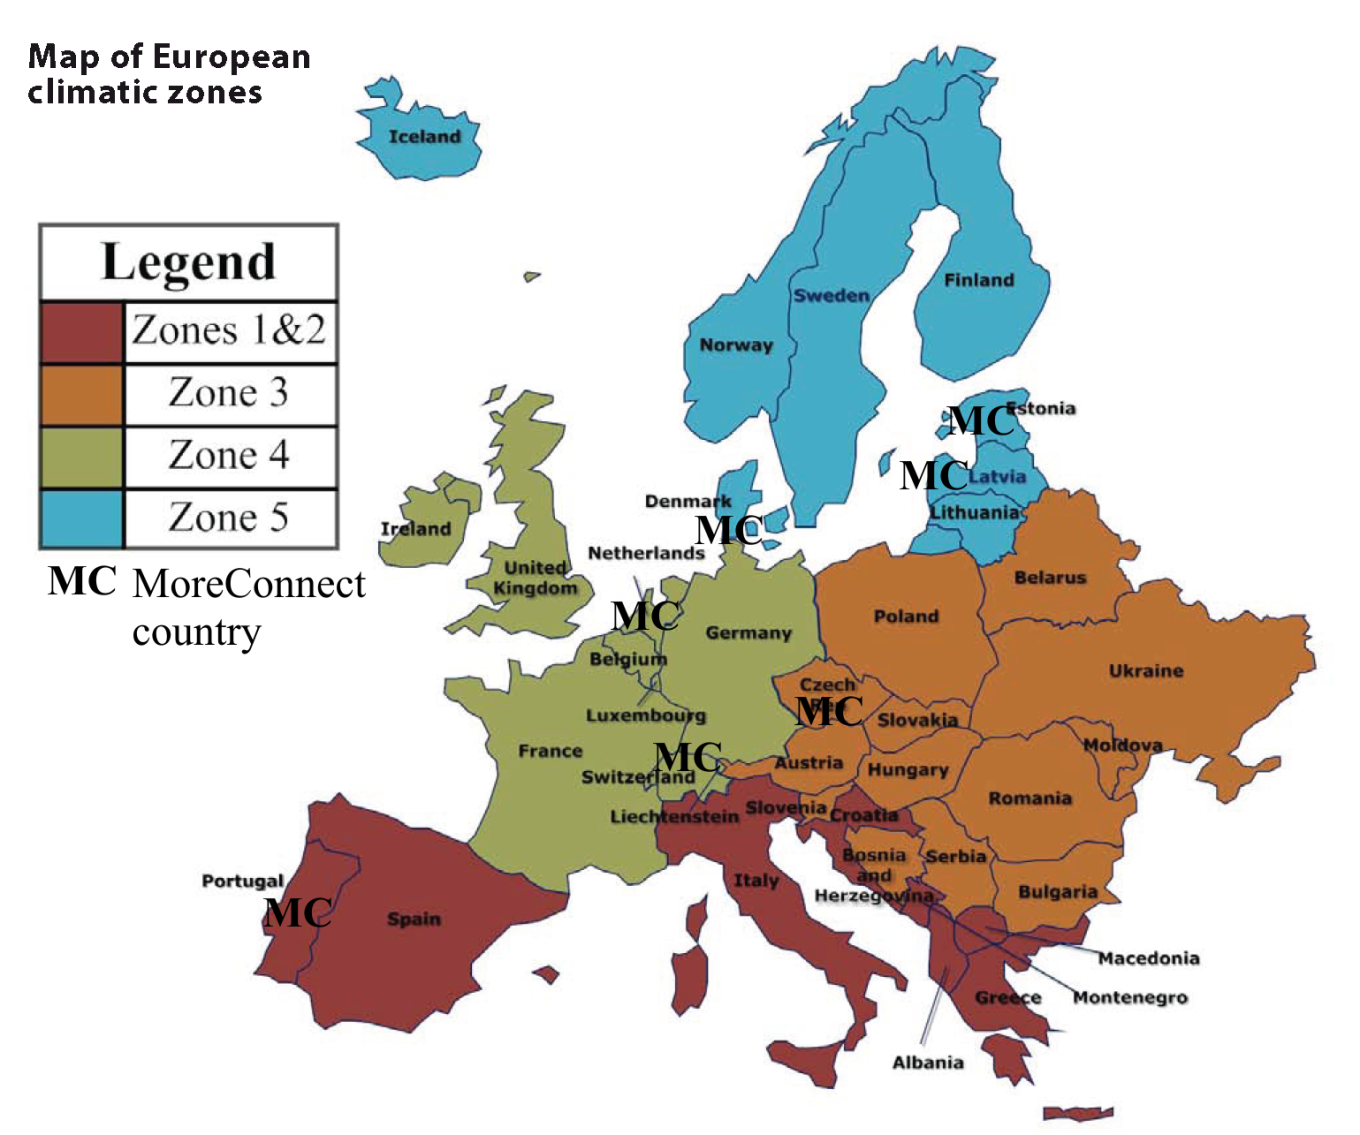 Map of European
climatic zones
Iceland
Legend
Zones 1&2
Zone 3
Zone 4
Zone 5
MC MoreConnect
country
Finland
Sweden
Norway
Estonia
MC
MC
Latvia
Denmark
Lithuania
MC
Ireland
Netherlands
United
Kingdom
Belarus
MC
Poland
Germany
Belgium
Ukraine
Czech
MC
Luxembourg
Slovakia
France
MC
Moldova
Switzerland
Austria
Hungary
Romania
Liechtenstein
Slovenia
Croatia
Bosnia
and
Herzegovina
Serbia
Portugal
Italy
Bulgaria
MC
Spain
Macedonia
Greece
Montenegro
Albania